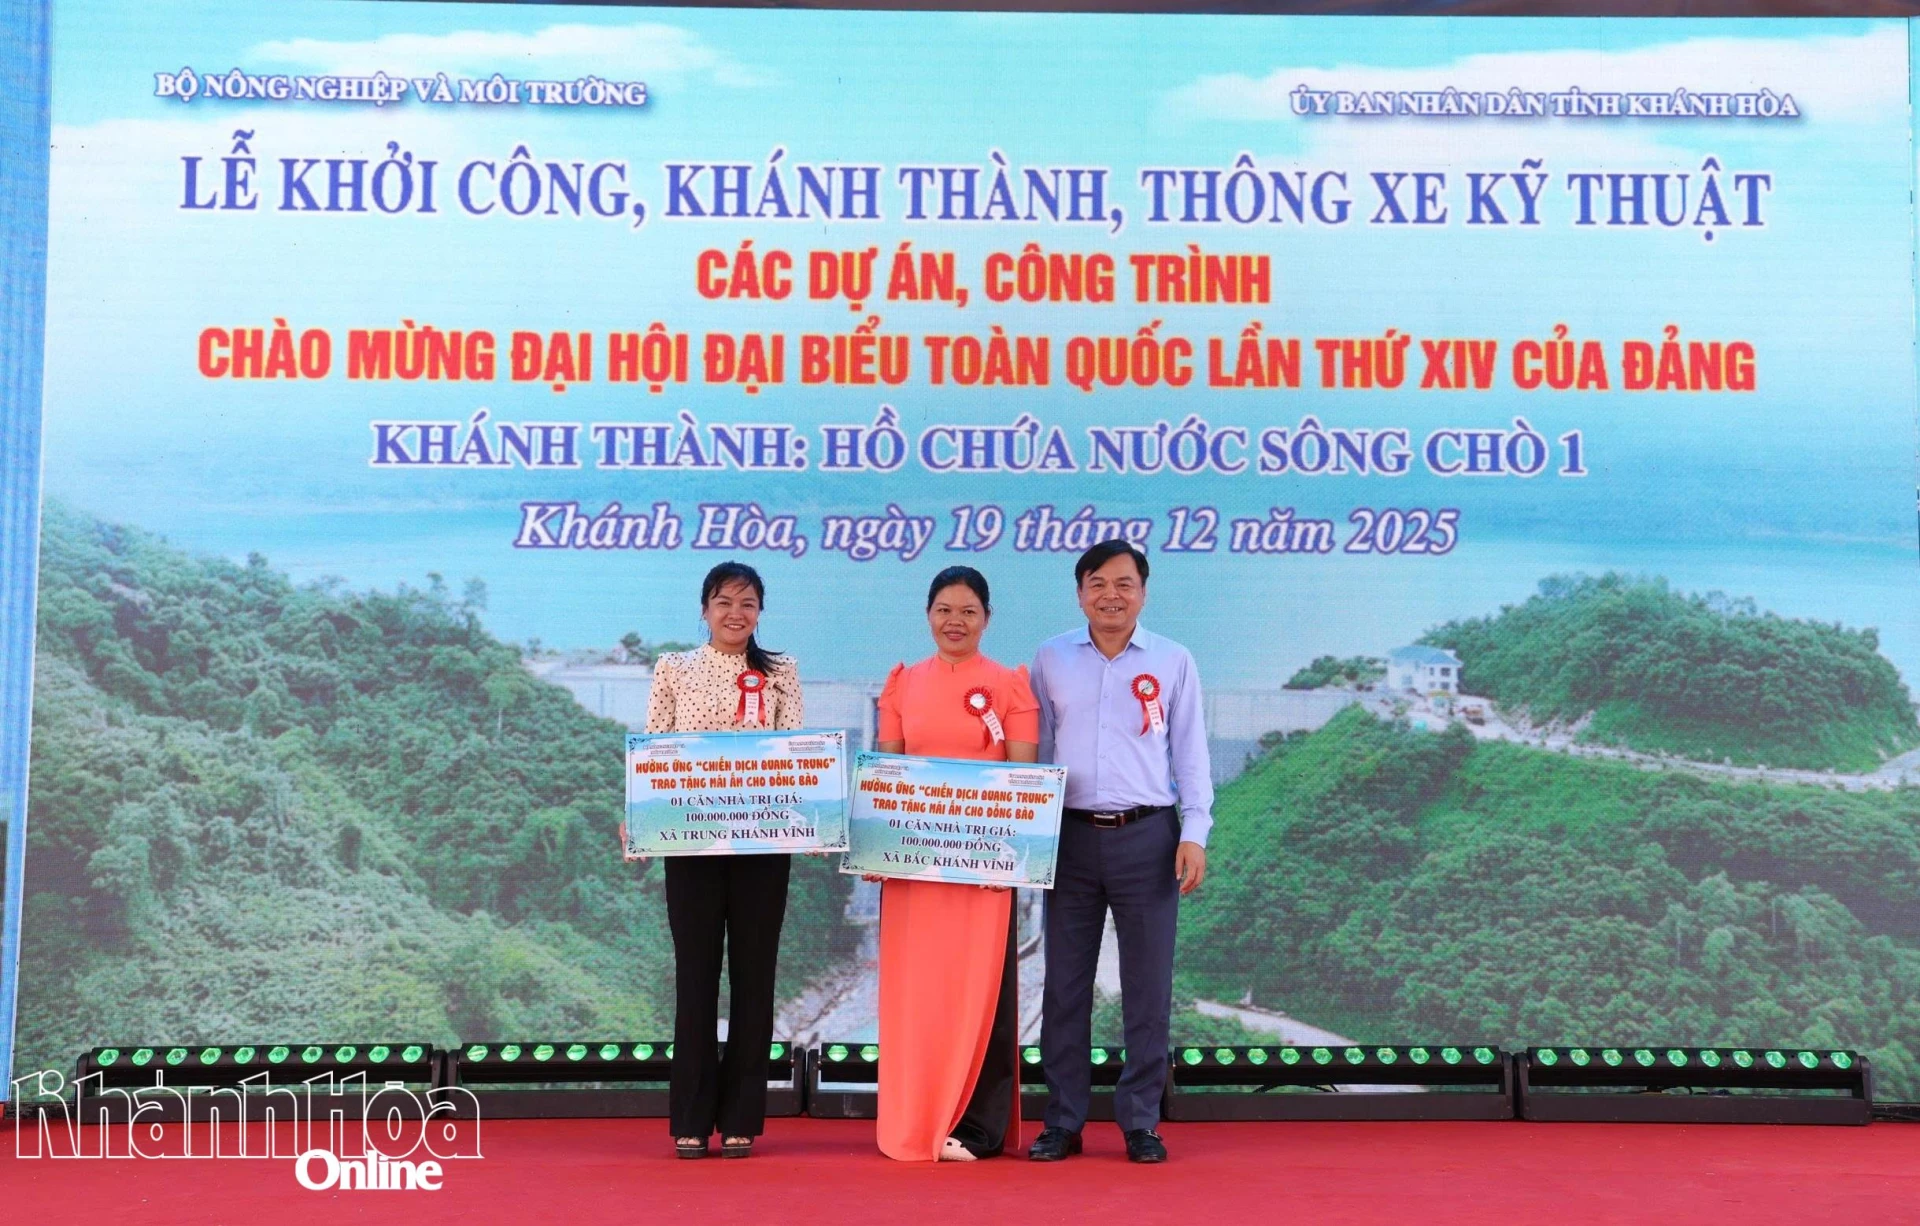 BỘ NÔNG NGHIỆP VÀ MÔI TRƯỜNG
ỦY BAN NHÂN DÂN TỈNH KHÁNH HÒA
LỄ KHỞI CÔNG, KHÁNH THÀNH, THÔNG XE KỸ THUẬT
CÁC DỰ ÁN, CÔNG TRÌNH
CHÀO MỪNG ĐẠI HỘI ĐẠI BIỂU TOÀN QUỐC LẦN THỨ XIV CỦA ĐẢNG
KHÁNH THÀNH: HỒ CHỨA NƯỚC SÔNG CHÒ 1
Khánh Hòa, ngày 19 tháng 12 năm 2025
HƯỞNG ỨNG “CHIẾN DỊCH QUANG TRUNG”
TRAO TẶNG MÁI ẤM CHO ĐỒNG BÀO
01 CĂN NHÀ TRỊ GIÁ:
100.000.000 ĐỒNG
XÃ TRUNG KHÁNH VĨNH
HƯỞNG ỨNG “CHIẾN DỊCH QUANG TRUNG”
TRAO TẶNG MÁI ẤM CHO ĐỒNG BÀO
01 CĂN NHÀ TRỊ GIÁ:
100.000.000 ĐỒNG
XÃ BẮC KHÁNH VĨNH
Khánh Hòa
Online